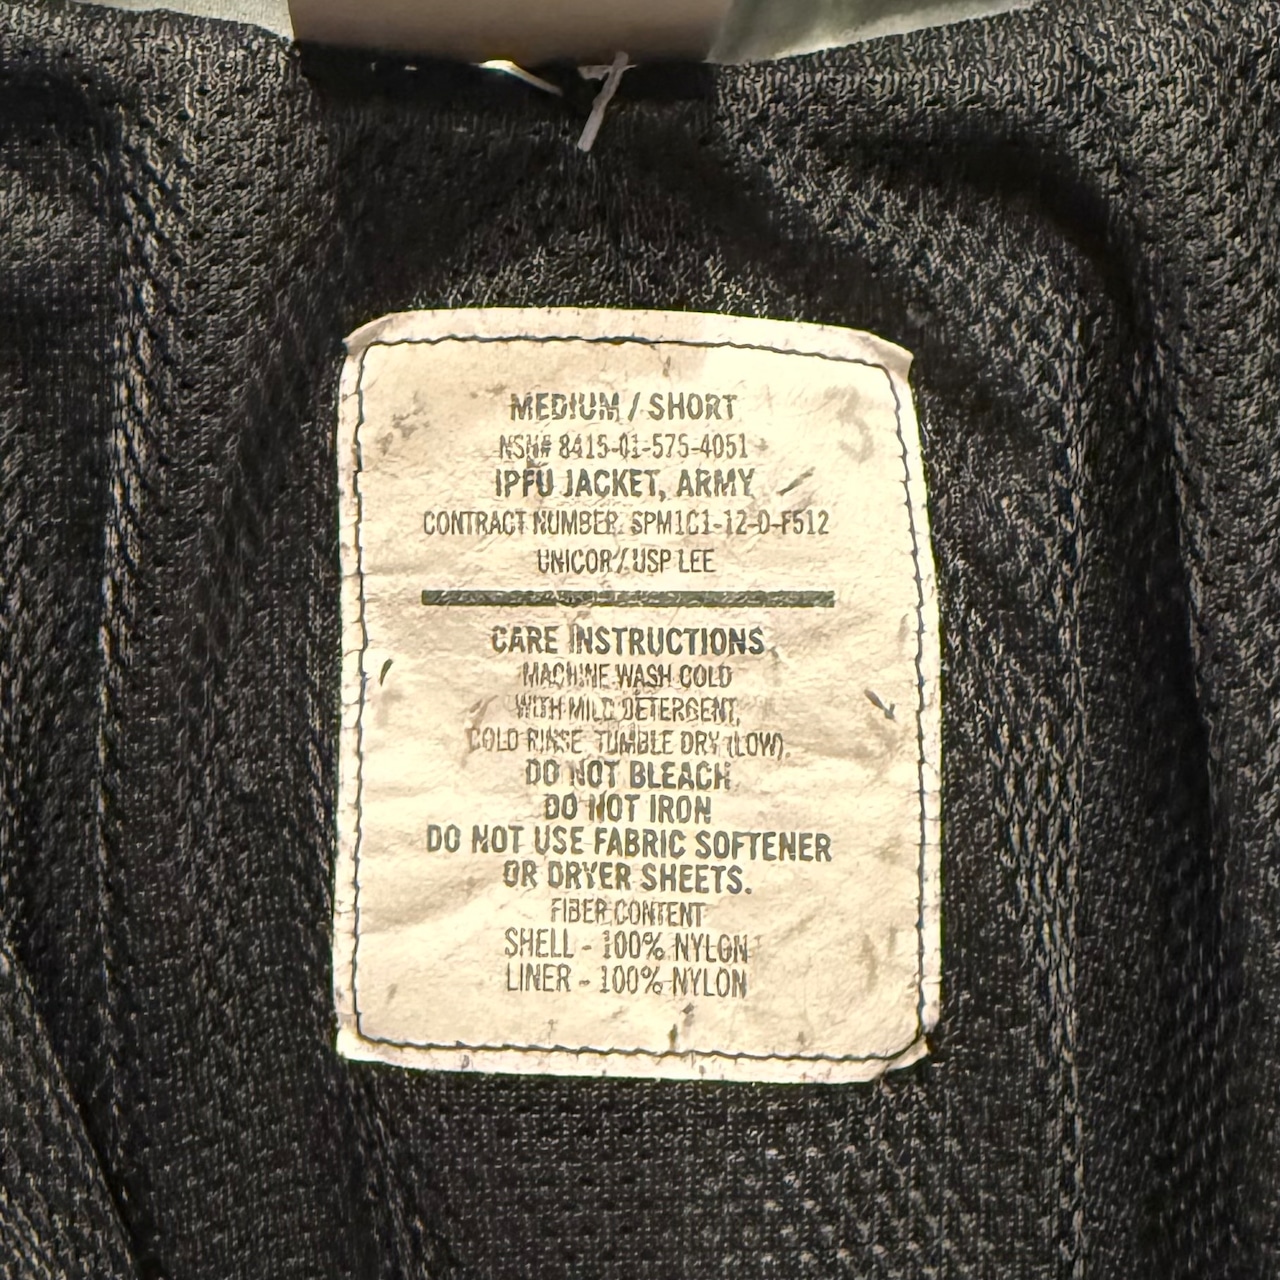 MEDIUM / SHORT
NSN# 8415-01-575-4051
IPFU JACKET, ARMY
CONTRACT NUMBER: SPM1C1-12-D-F512
UNICOR / USP LEE
CARE INSTRUCTIONS
MACHINE WASH COLD
WITH MILD DETERGENT,
COLD RINSE, TUMBLE DRY (LOW).
DO NOT BLEACH
DO NOT IRON
DO NOT USE FABRIC SOFTENER
OR DRYER SHEETS.
FIBER CONTENT
SHELL - 100% NYLON
LINER - 100% NYLON